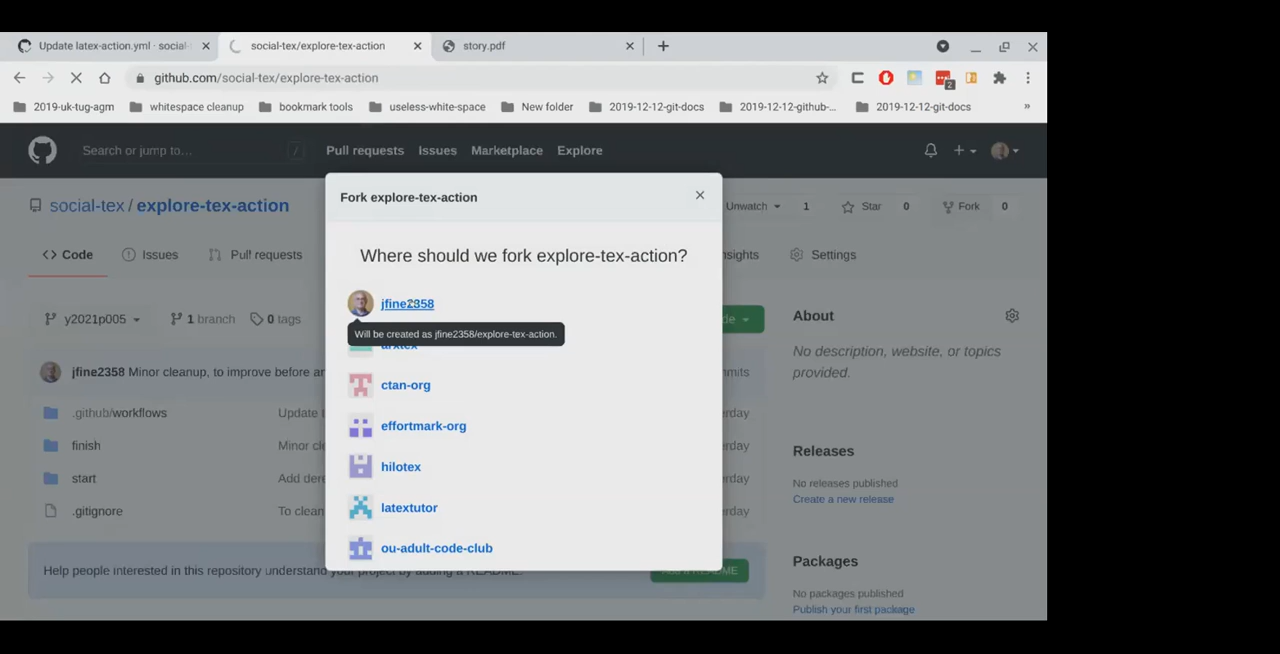 Update latex-action.yml · social-
social-tex/explore-tex-action
story.pdf
github.com/social-tex/explore-tex-action
2
2019-uk-tug-agm
whitespace cleanup
bookmark tools
useless-white-space
New folder
2019-12-12-git-docs
2019-12-12-github-...
2019-12-12-git-docs
»
Search or jump to...
/
Pull requests
Issues
Marketplace
Explore
social-tex / explore-tex-action
Unwatch
1
Star
0
Fork
0
Code
Issues
Pull requests
Settings
Fork explore-tex-action
Where should we fork explore-tex-action?
jfine2358
Will be created as jfine2358/explore-tex-action.
ctan-org
effortmark-org
hilotex
latextutor
ou-adult-code-club
y2021p005
1 branch
0 tags
jfine2358 Minor cleanup, to improve before
.github/workflows
Update
finish
Minor
start
Add
.gitignore
To clean
Help people interested in this repository understand your project by adding a README.
About
No description, website, or topics
provided.
Releases
No releases published
Create a new release
Packages
No packages published
Publish your first package